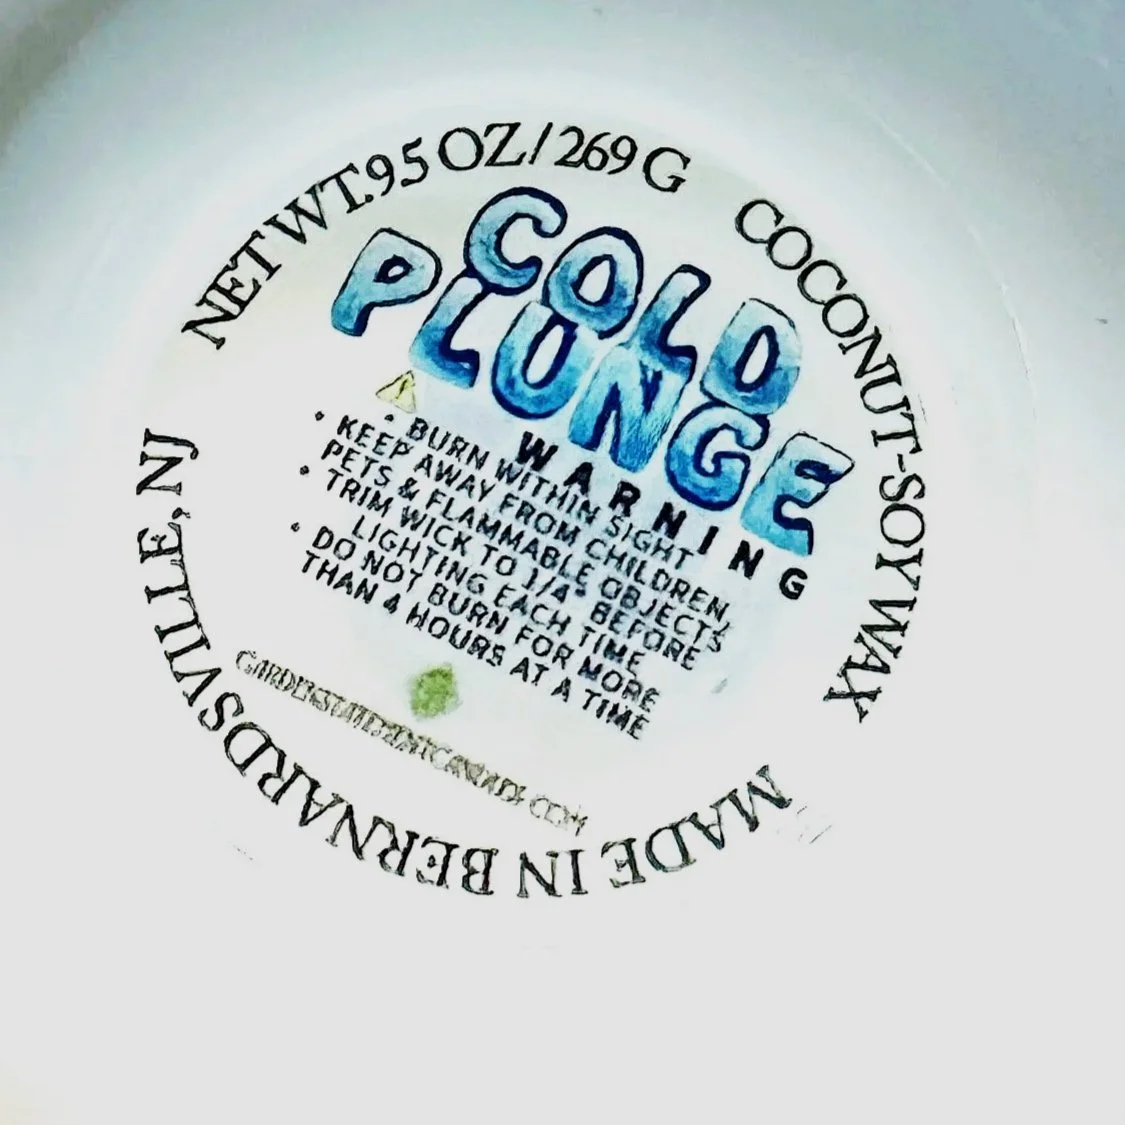 NET WT. 9.5 OZ / 269 G
COCONUT-SOY WAX
MADE IN BERNARDSVILLE, NJ
COLD
PLUNGE
WARNING
• BURN WITHIN SIGHT
• KEEP AWAY FROM CHILDREN,
PETS & FLAMMABLE OBJECTS
• TRIM WICK TO 1/4" BEFORE
LIGHTING EACH TIME
• DO NOT BURN FOR MORE
THAN 4 HOURS AT A TIME